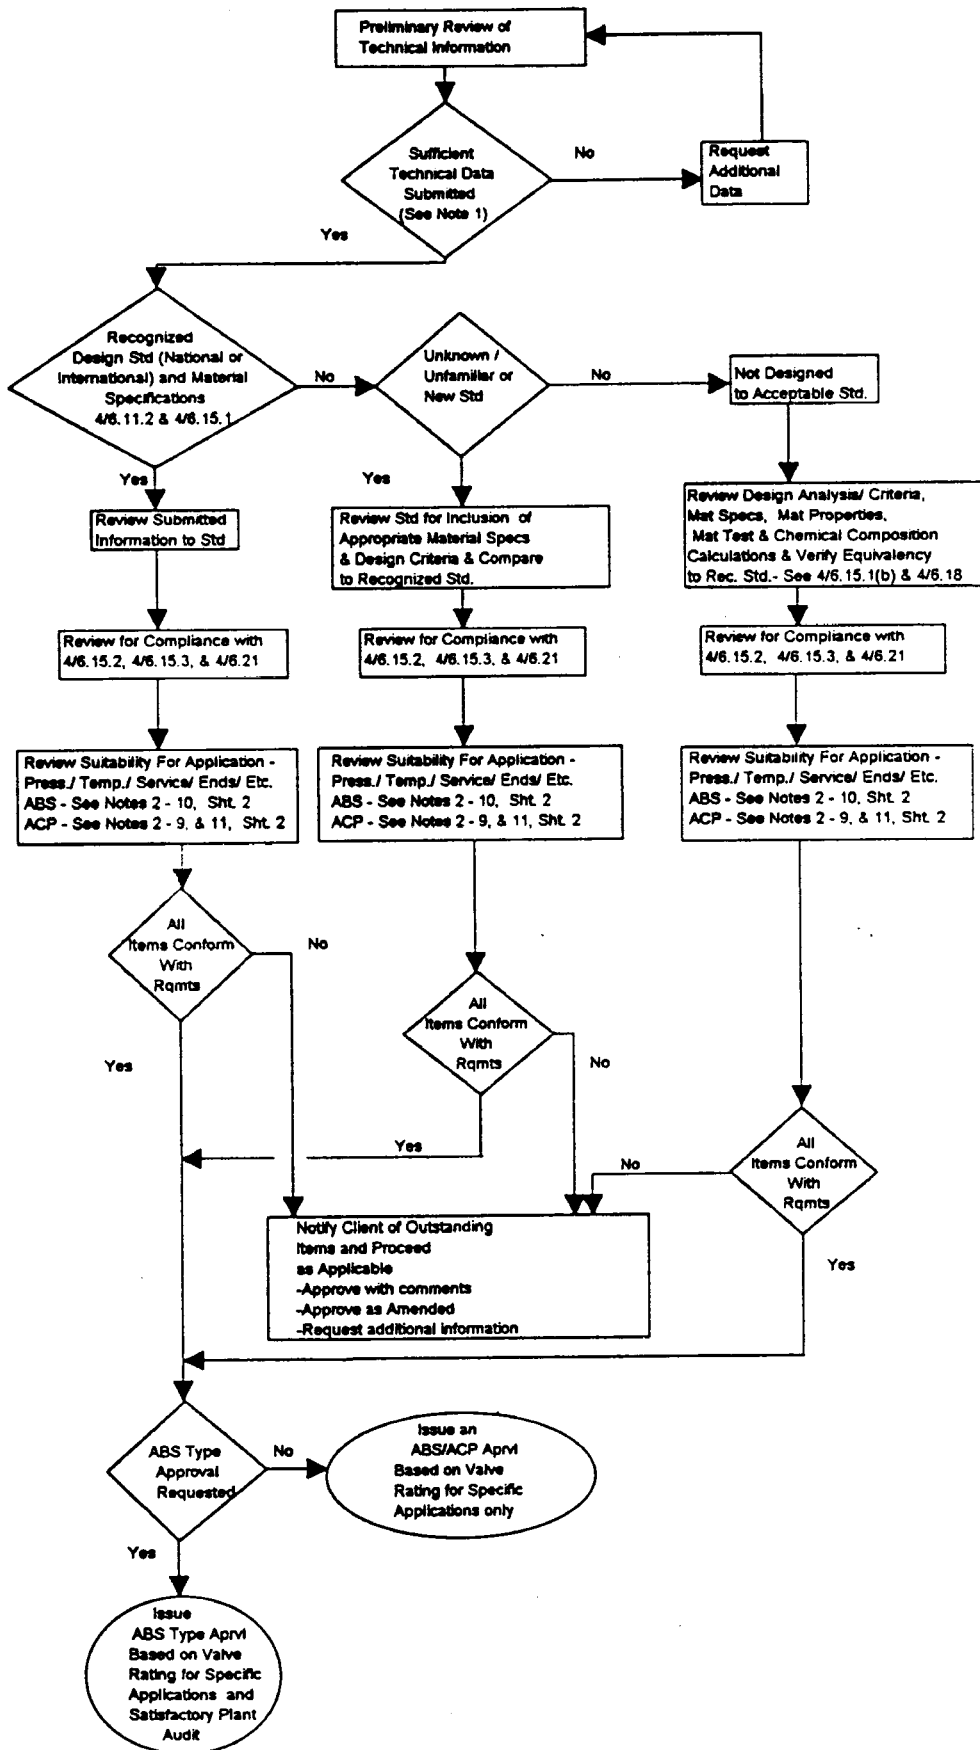 Preliminary Review of
Technical Information
Sufficient
Technical Data
Submitted
(See Note 1)
No
Request
Additional
Data
Yes
Recognized
Design Std (National or
International) and Material
Specifications
4/6.11.2 & 4/6.15.1
No
Unknown /
Unfamiliar or
New Std
No
Not Designed
to Acceptable Std.
Yes
Yes
Review Submitted
Information to Std
Review Std for Inclusion of
Appropriate Material Specs
& Design Criteria & Compare
to Recognized Std.
Review Design Analysis/ Criteria,
Mat Specs, Mat Properties,
Mat Test & Chemical Composition
Calculations & Verify Equivalency
to Rec. Std.- See 4/6.15.1(b) & 4/6.18
Review for Compliance with
4/6.15.2, 4/6.15.3, & 4/6.21
Review for Compliance with
4/6.15.2, 4/6.15.3, & 4/6.21
Review for Compliance with
4/6.15.2, 4/6.15.3, & 4/6.21
Review Suitability For Application -
Press./ Temp./ Service/ Ends/ Etc.
ABS - See Notes 2 - 10, Sht. 2
ACP - See Notes 2 - 9, & 11, Sht. 2
Review Suitability For Application -
Press./ Temp./ Service/ Ends/ Etc.
ABS - See Notes 2 - 10, Sht. 2
ACP - See Notes 2 - 9, & 11, Sht. 2
Review Suitability For Application -
Press./ Temp./ Service/ Ends/ Etc.
ABS - See Notes 2 - 10, Sht. 2
ACP - See Notes 2 - 9, & 11, Sht. 2
All
Items Conform
With
Rqmts
No
Yes
All
Items Conform
With
Rqmts
No
Yes
All
Items Conform
With
Rqmts
No
Yes
Notify Client of Outstanding
Items and Proceed
as Applicable
-Approve with comments
-Approve as Amended
-Request additional information
ABS Type
Approval
Requested
No
Issue an
ABS/ACP Aprvl
Based on Valve
Rating for Specific
Applications only
Yes
Issue
ABS Type Aprvl
Based on Valve
Rating for Specific
Applications and
Satisfactory Plant
Audit